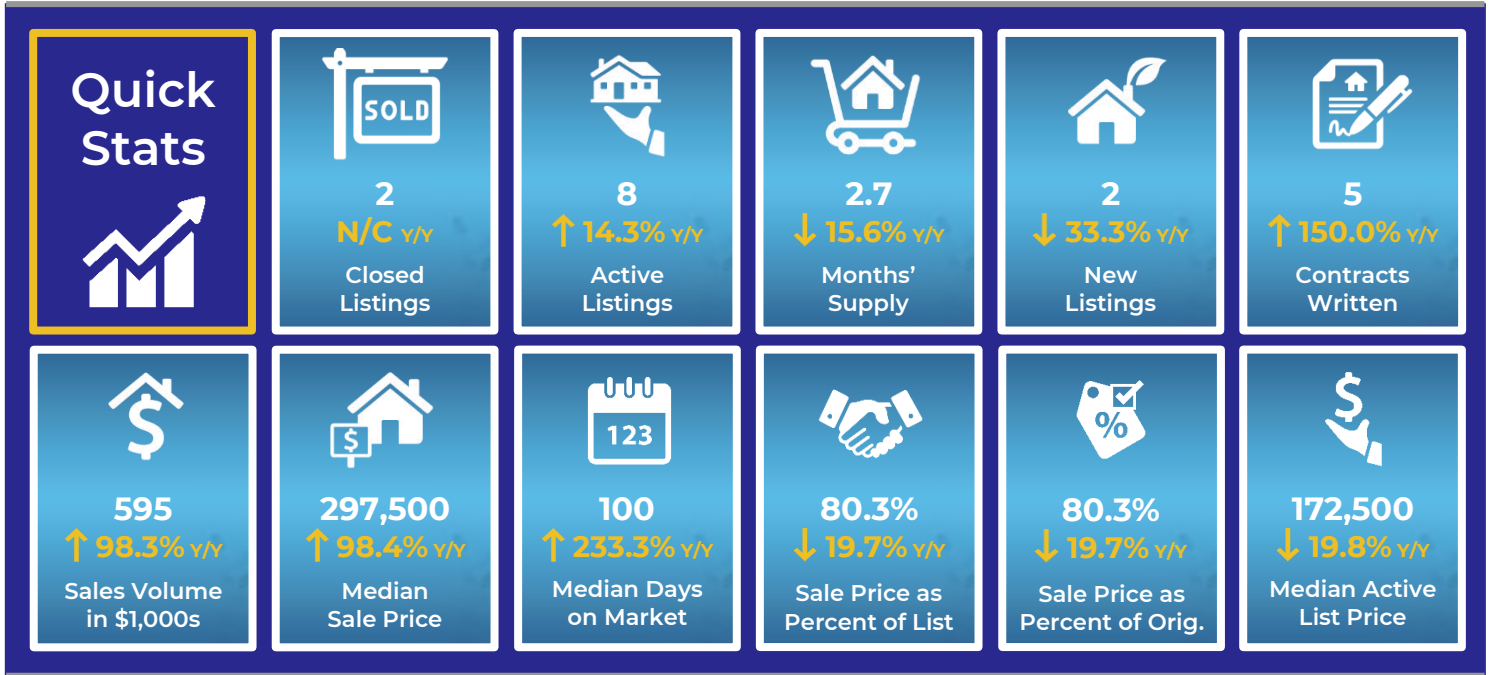 Quick
Stats
SOLD
2
N/C Y/Y
Closed
Listings
8
↑ 14.3% Y/Y
Active
Listings
2.7
↓ 15.6% Y/Y
Months’
Supply
2
↓ 33.3% Y/Y
New
Listings
5
↑ 150.0% Y/Y
Contracts
Written
$
595
↑ 98.3% Y/Y
Sales Volume
in $1,000s
$
297,500
↑ 98.4% Y/Y
Median
Sale Price
123
100
↑ 233.3% Y/Y
Median Days
on Market
80.3%
↓ 19.7% Y/Y
Sale Price as
Percent of List
%
80.3%
↓ 19.7% Y/Y
Sale Price as
Percent of Orig.
$
172,500
↓ 19.8% Y/Y
Median Active
List Price